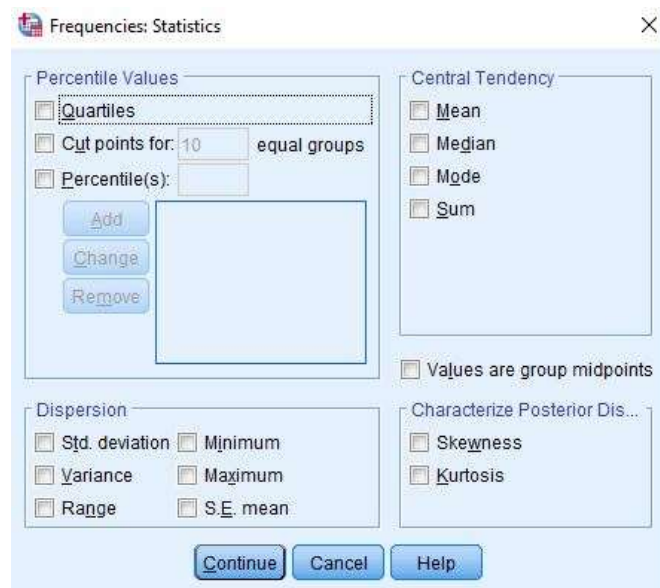 Frequencies: Statistics
Percentile Values
Quartiles
Cut points for: 10 equal groups
Percentile(s):
Add
Change
Remove
Central Tendency
Mean
Median
Mode
Sum
Values are group midpoints
Dispersion
Std. deviation Minimum
Variance Maximum
Range S.E. mean
Characterize Posterior Dis...
Skewness
Kurtosis
Continue Cancel Help